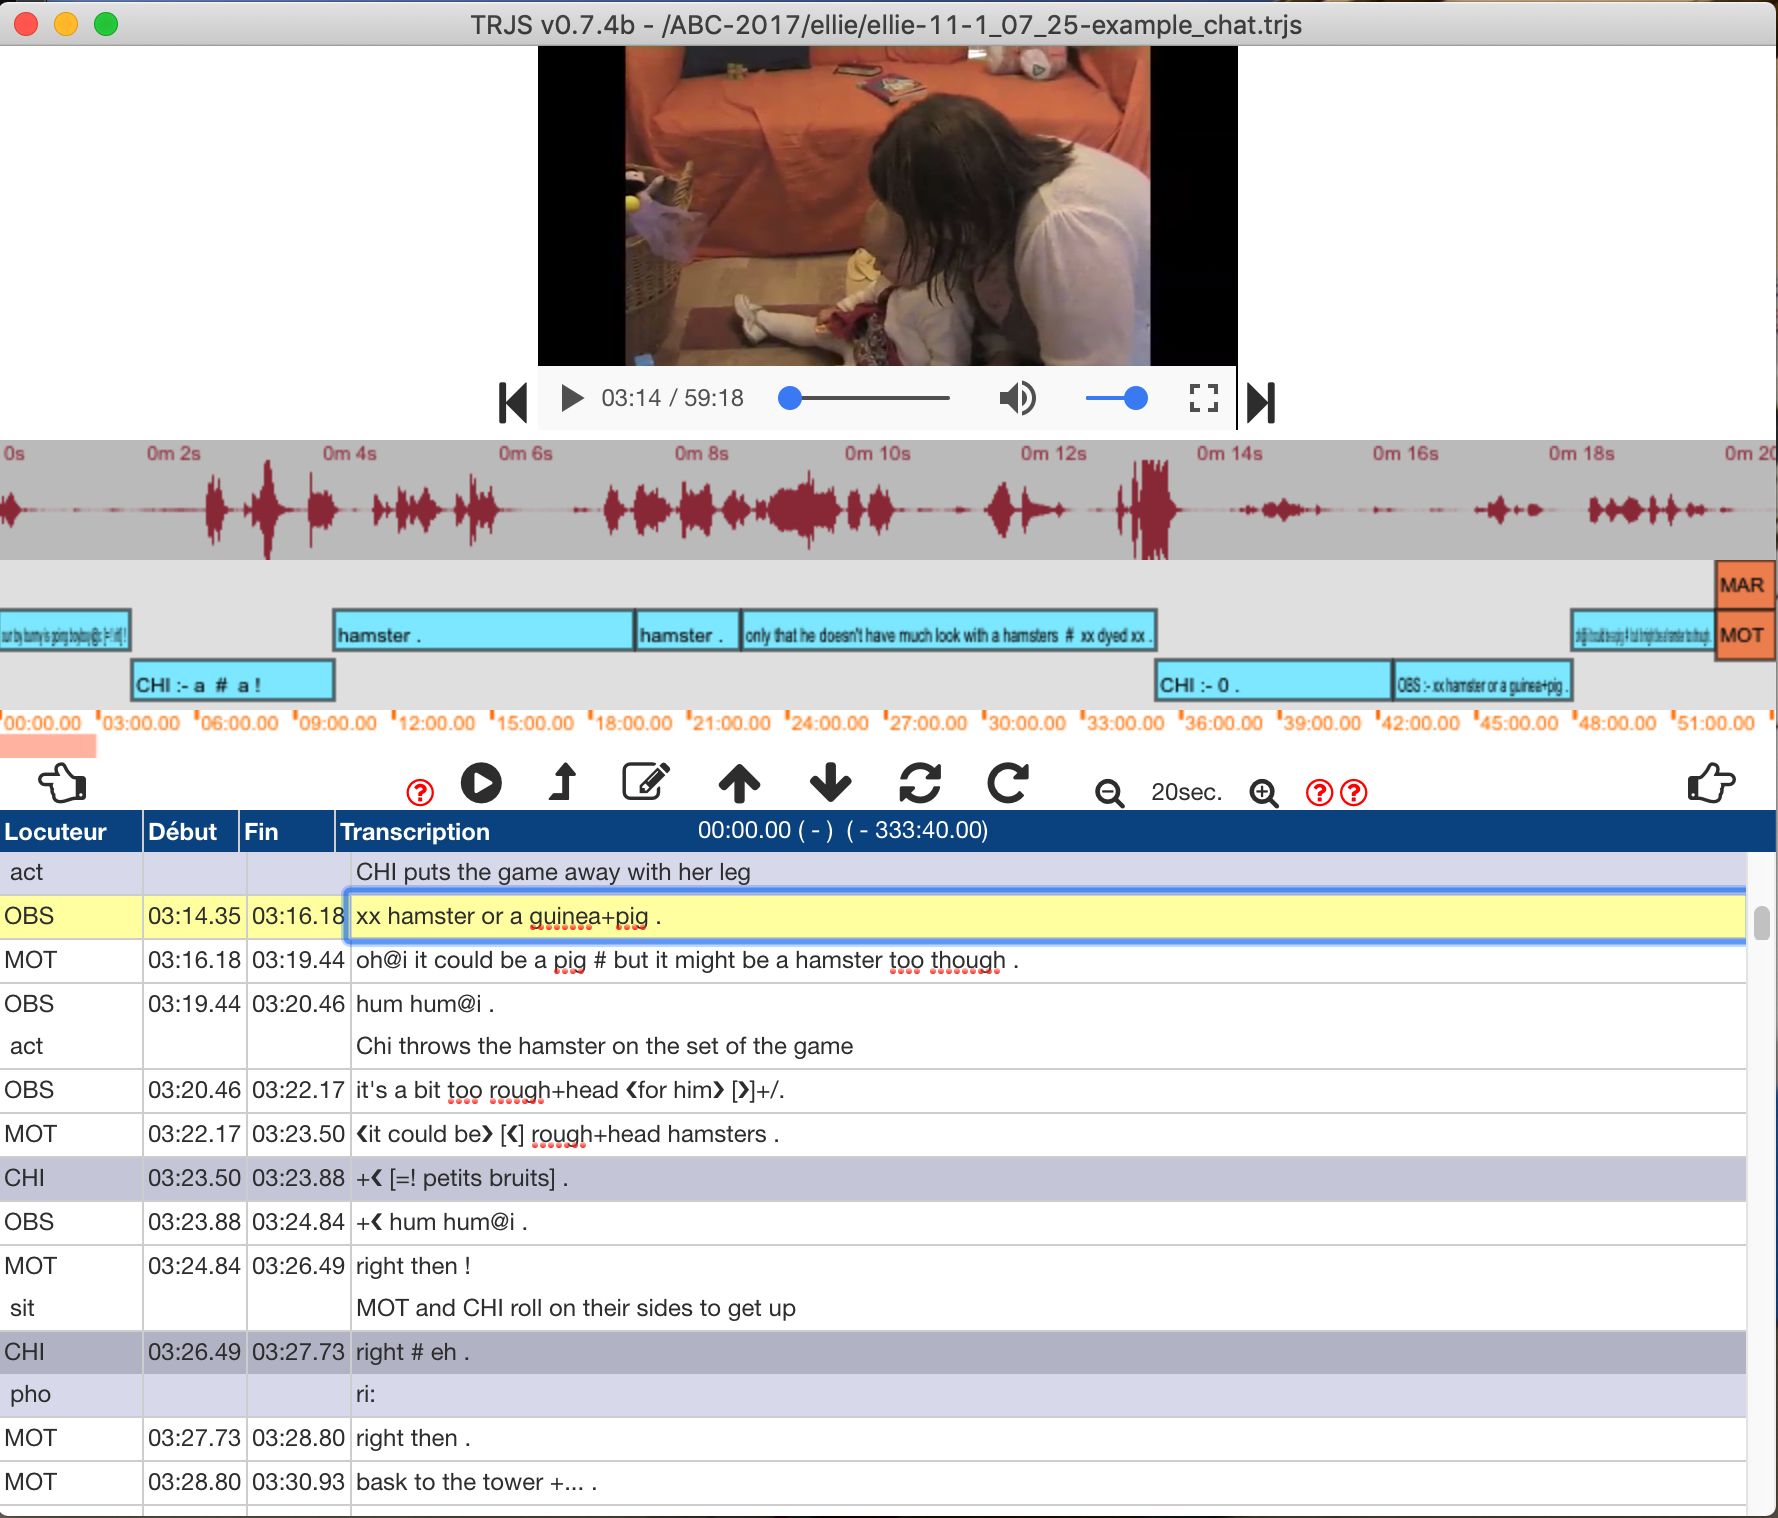 TRJS v0.7.4b - /ABC-2017/ellie/ellie-11-1_07_25-example_chat.trjs
03:14 / 59:18
0s 0m 2s 0m 4s 0m 6s 0m 8s 0m 10s 0m 12s 0m 14s 0m 16s 0m 18s 0m 20
MAR
hamster . hamster . only that he doesn't have much look with a hamsters # xx dyed xx . MOT
CHI :- a # a ! CHI :- 0 . OBS :- xx hamster or a guinea+pig .
00:00.00 03:00.00 06:00.00 09:00.00 12:00.00 15:00.00 18:00.00 21:00.00 24:00.00 27:00.00 30:00.00 33:00.00 36:00.00 39:00.00 42:00.00 45:00.00 48:00.00 51:00.00
? 20sec. ? ?
Locuteur Début Fin Transcription 00:00.00 ( - ) ( - 333:40.00)
act CHI puts the game away with her leg
OBS 03:14.35 03:16.18 xx hamster or a guinea+pig .
MOT 03:16.18 03:19.44 oh@i it could be a pig # but it might be a hamster too though .
OBS 03:19.44 03:20.46 hum hum@i .
act Chi throws the hamster on the set of the game
OBS 03:20.46 03:22.17 it's a bit too rough+head ❮for him❯ [❯]+/.
MOT 03:22.17 03:23.50 ❮it could be❯ [❮] rough+head hamsters .
CHI 03:23.50 03:23.88 +❮ [=! petits bruits] .
OBS 03:23.88 03:24.84 +❮ hum hum@i .
MOT 03:24.84 03:26.49 right then !
sit MOT and CHI roll on their sides to get up
CHI 03:26.49 03:27.73 right # eh .
pho ri:
MOT 03:27.73 03:28.80 right then .
MOT 03:28.80 03:30.93 bask to the tower +... .